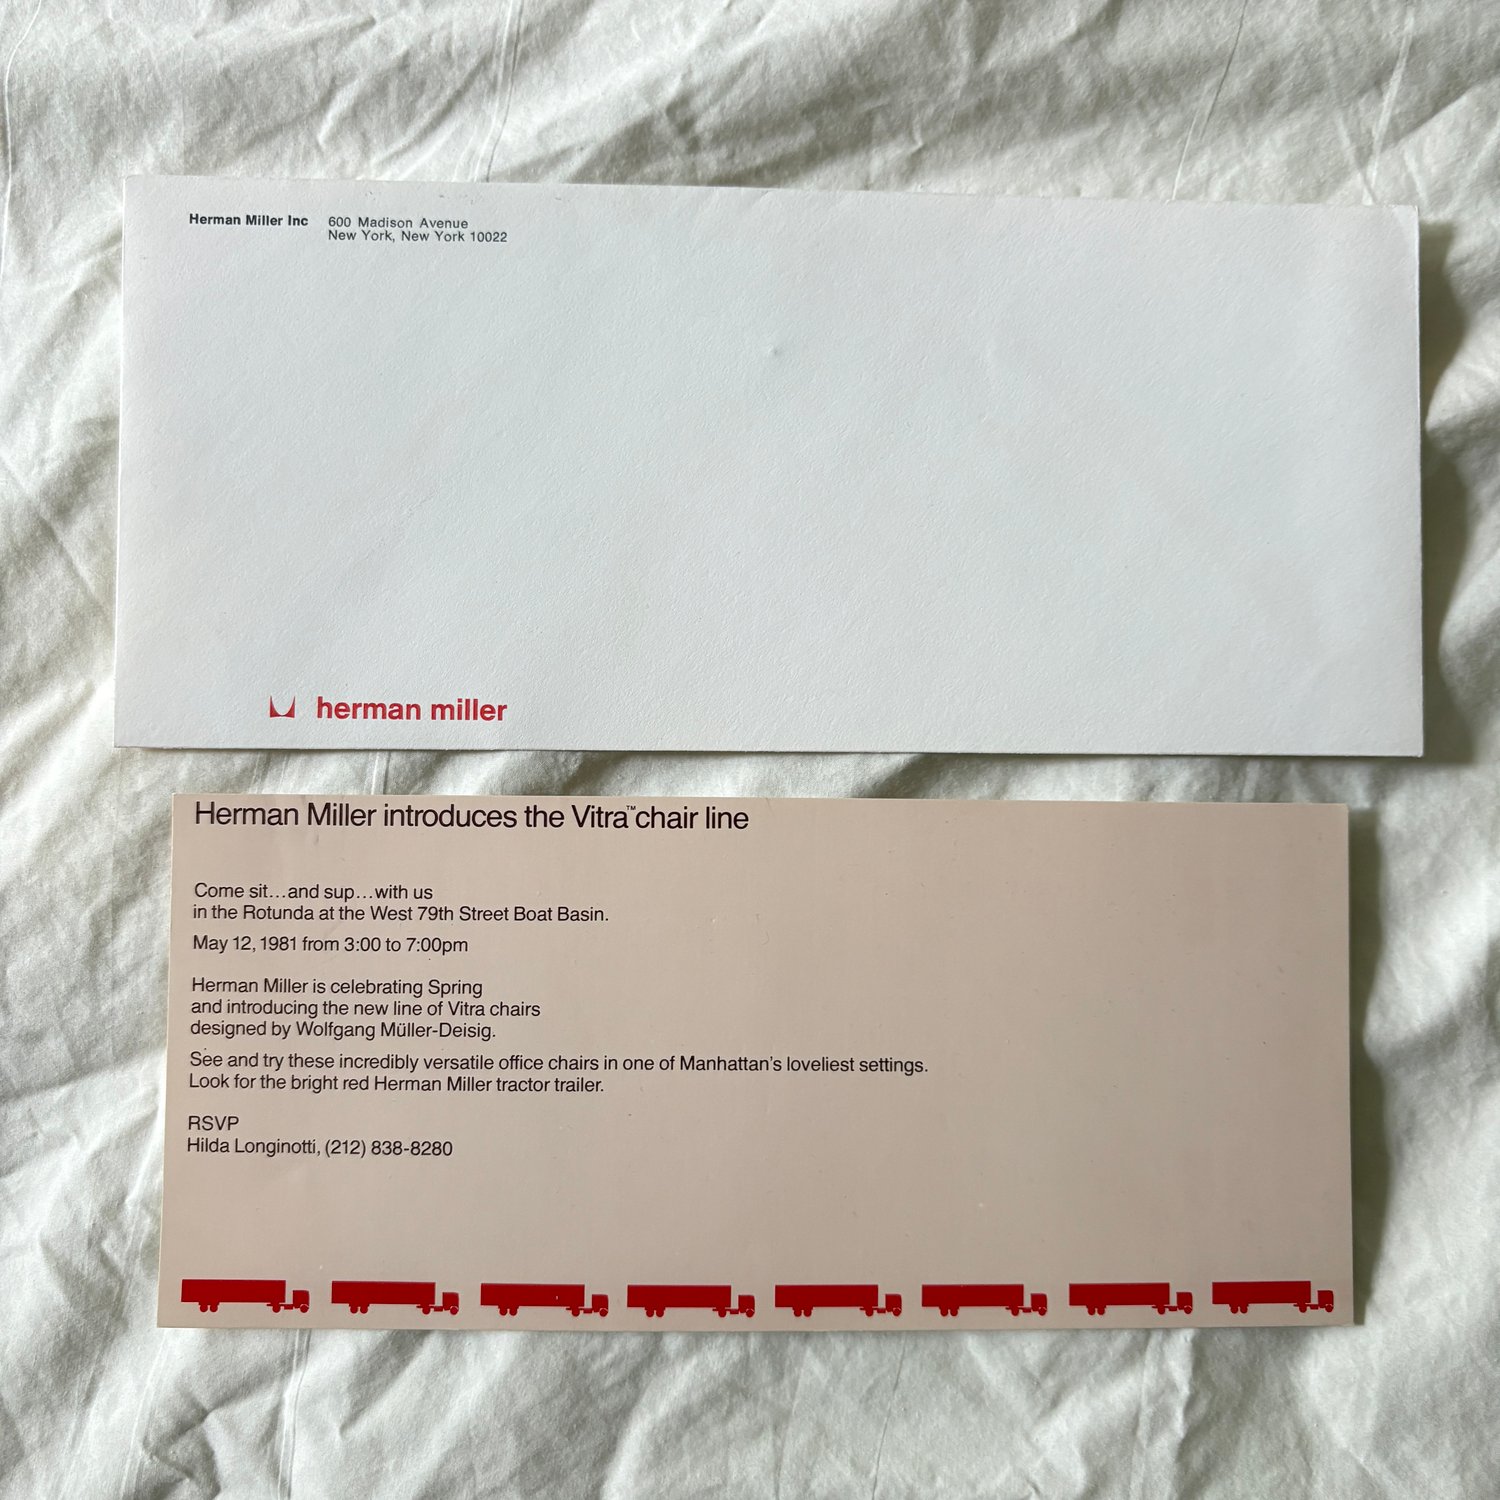 Herman Miller Inc 600 Madison Avenue
New York, New York 10022
herman miller
Herman Miller introduces the Vitra™ chair line
Come sit...and sup...with us
in the Rotunda at the West 79th Street Boat Basin.
May 12, 1981 from 3:00 to 7:00pm
Herman Miller is celebrating Spring
and introducing the new line of Vitra chairs
designed by Wolfgang Müller-Deisig.
See and try these incredibly versatile office chairs in one of Manhattan's loveliest settings.
Look for the bright red Herman Miller tractor trailer.
RSVP
Hilda Longinotti, (212) 838-8280